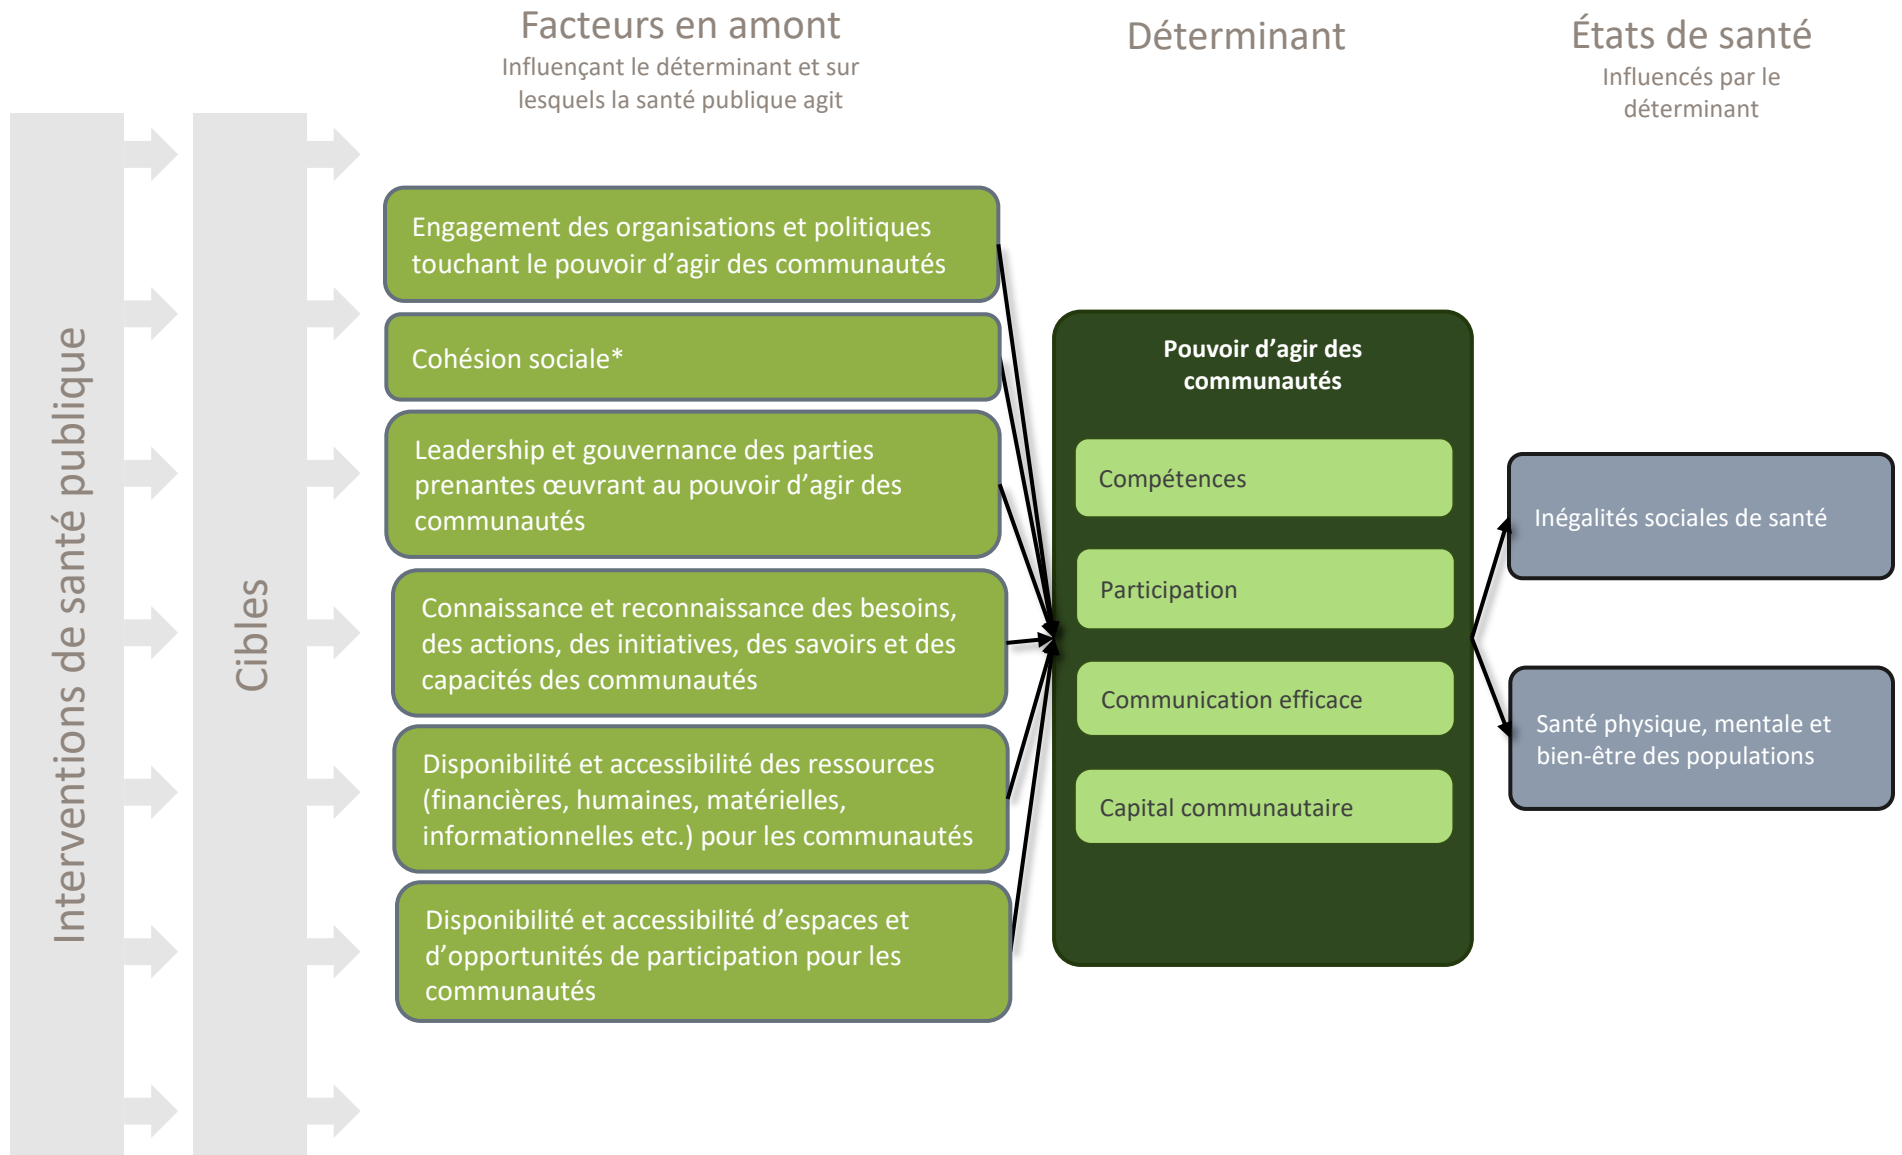 Facteurs en amont
Influençant le déterminant et sur
lesquels la santé publique agit
Déterminant
États de santé
Influencés par le
déterminant
Interventions de santé publique
Cibles
Engagement des organisations et politiques
touchant le pouvoir d’agir des communautés
Cohésion sociale*
Leadership et gouvernance des parties
prenantes œuvrant au pouvoir d’agir des
communautés
Connaissance et reconnaissance des besoins,
des actions, des initiatives, des savoirs et des
capacités des communautés
Disponibilité et accessibilité des ressources
(financières, humaines, matérielles,
informationnelles etc.) pour les communautés
Disponibilité et accessibilité d’espaces et
d’opportunités de participation pour les
communautés
Pouvoir d’agir des
communautés
Compétences
Participation
Communication efficace
Capital communautaire
Inégalités sociales de santé
Santé physique, mentale et
bien-être des populations